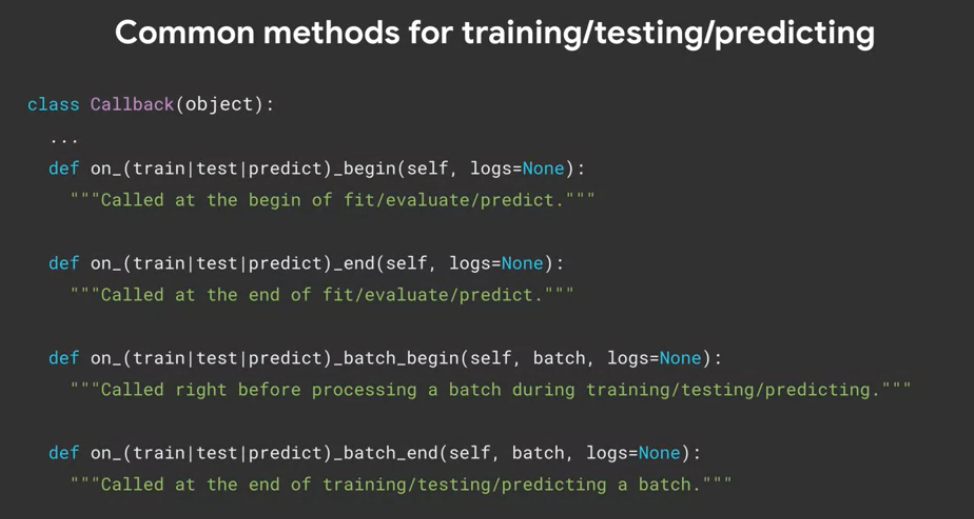 Common methods for training/testing/predicting
class Callback(object):
...
def on_(train|test|predict)_begin(self, logs=None):
"""Called at the begin of fit/evaluate/predict."""
def on_(train|test|predict)_end(self, logs=None):
"""Called at the end of fit/evaluate/predict."""
def on_(train|test|predict)_batch_begin(self, batch, logs=None):
"""Called right before processing a batch during training/testing/predicting."""
def on_(train|test|predict)_batch_end(self, batch, logs=None):
"""Called at the end of training/testing/predicting a batch."""